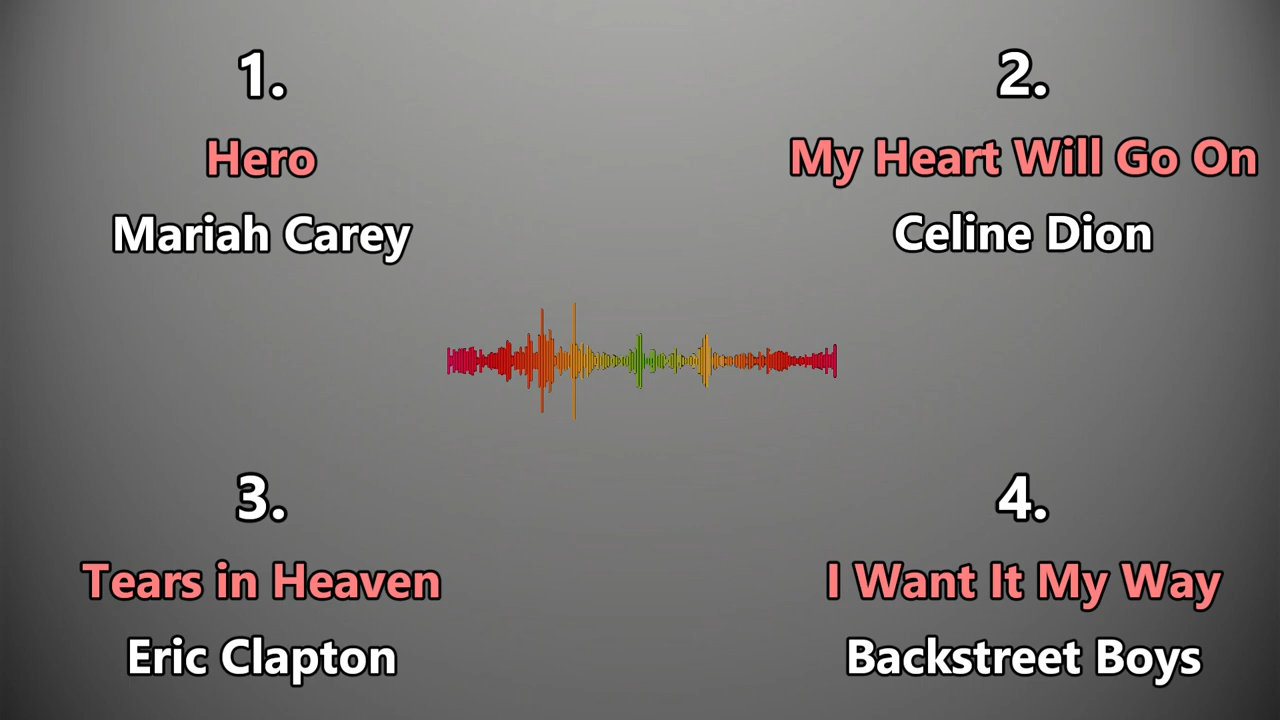 1.
Hero
Mariah Carey
2.
My Heart Will Go On
Celine Dion
3.
Tears in Heaven
Eric Clapton
4.
I Want It My Way
Backstreet Boys